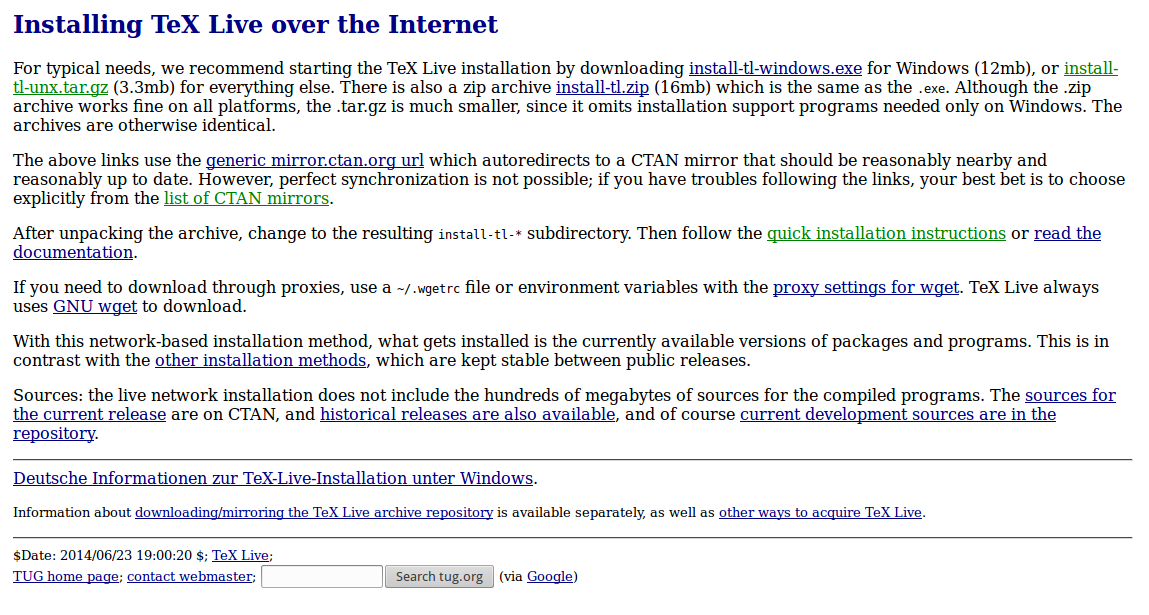 Installing TeX Live over the Internet
For typical needs, we recommend starting the TeX Live installation by downloading install-tl-windows.exe for Windows (12mb), or install-
tl-unx.tar.gz (3.3mb) for everything else. There is also a zip archive install-tl.zip (16mb) which is the same as the .exe. Although the .zip
archive works fine on all platforms, the .tar.gz is much smaller, since it omits installation support programs needed only on Windows. The
archives are otherwise identical.
The above links use the generic mirror.ctan.org url which autoredirects to a CTAN mirror that should be reasonably nearby and
reasonably up to date. However, perfect synchronization is not possible; if you have troubles following the links, your best bet is to choose
explicitly from the list of CTAN mirrors.
After unpacking the archive, change to the resulting install-tl-* subdirectory. Then follow the quick installation instructions or read the
documentation.
If you need to download through proxies, use a ~/.wgetrc file or environment variables with the proxy settings for wget. TeX Live always
uses GNU wget to download.
With this network-based installation method, what gets installed is the currently available versions of packages and programs. This is in
contrast with the other installation methods, which are kept stable between public releases.
Sources: the live network installation does not include the hundreds of megabytes of sources for the compiled programs. The sources for
the current release are on CTAN, and historical releases are also available, and of course current development sources are in the
repository.
Deutsche Informationen zur TeX-Live-Installation unter Windows.
Information about downloading/mirroring the TeX Live archive repository is available separately, as well as other ways to acquire TeX Live.
$Date: 2014/06/23 19:00:20 $; TeX Live;
TUG home page; contact webmaster; Search tug.org (via Google)